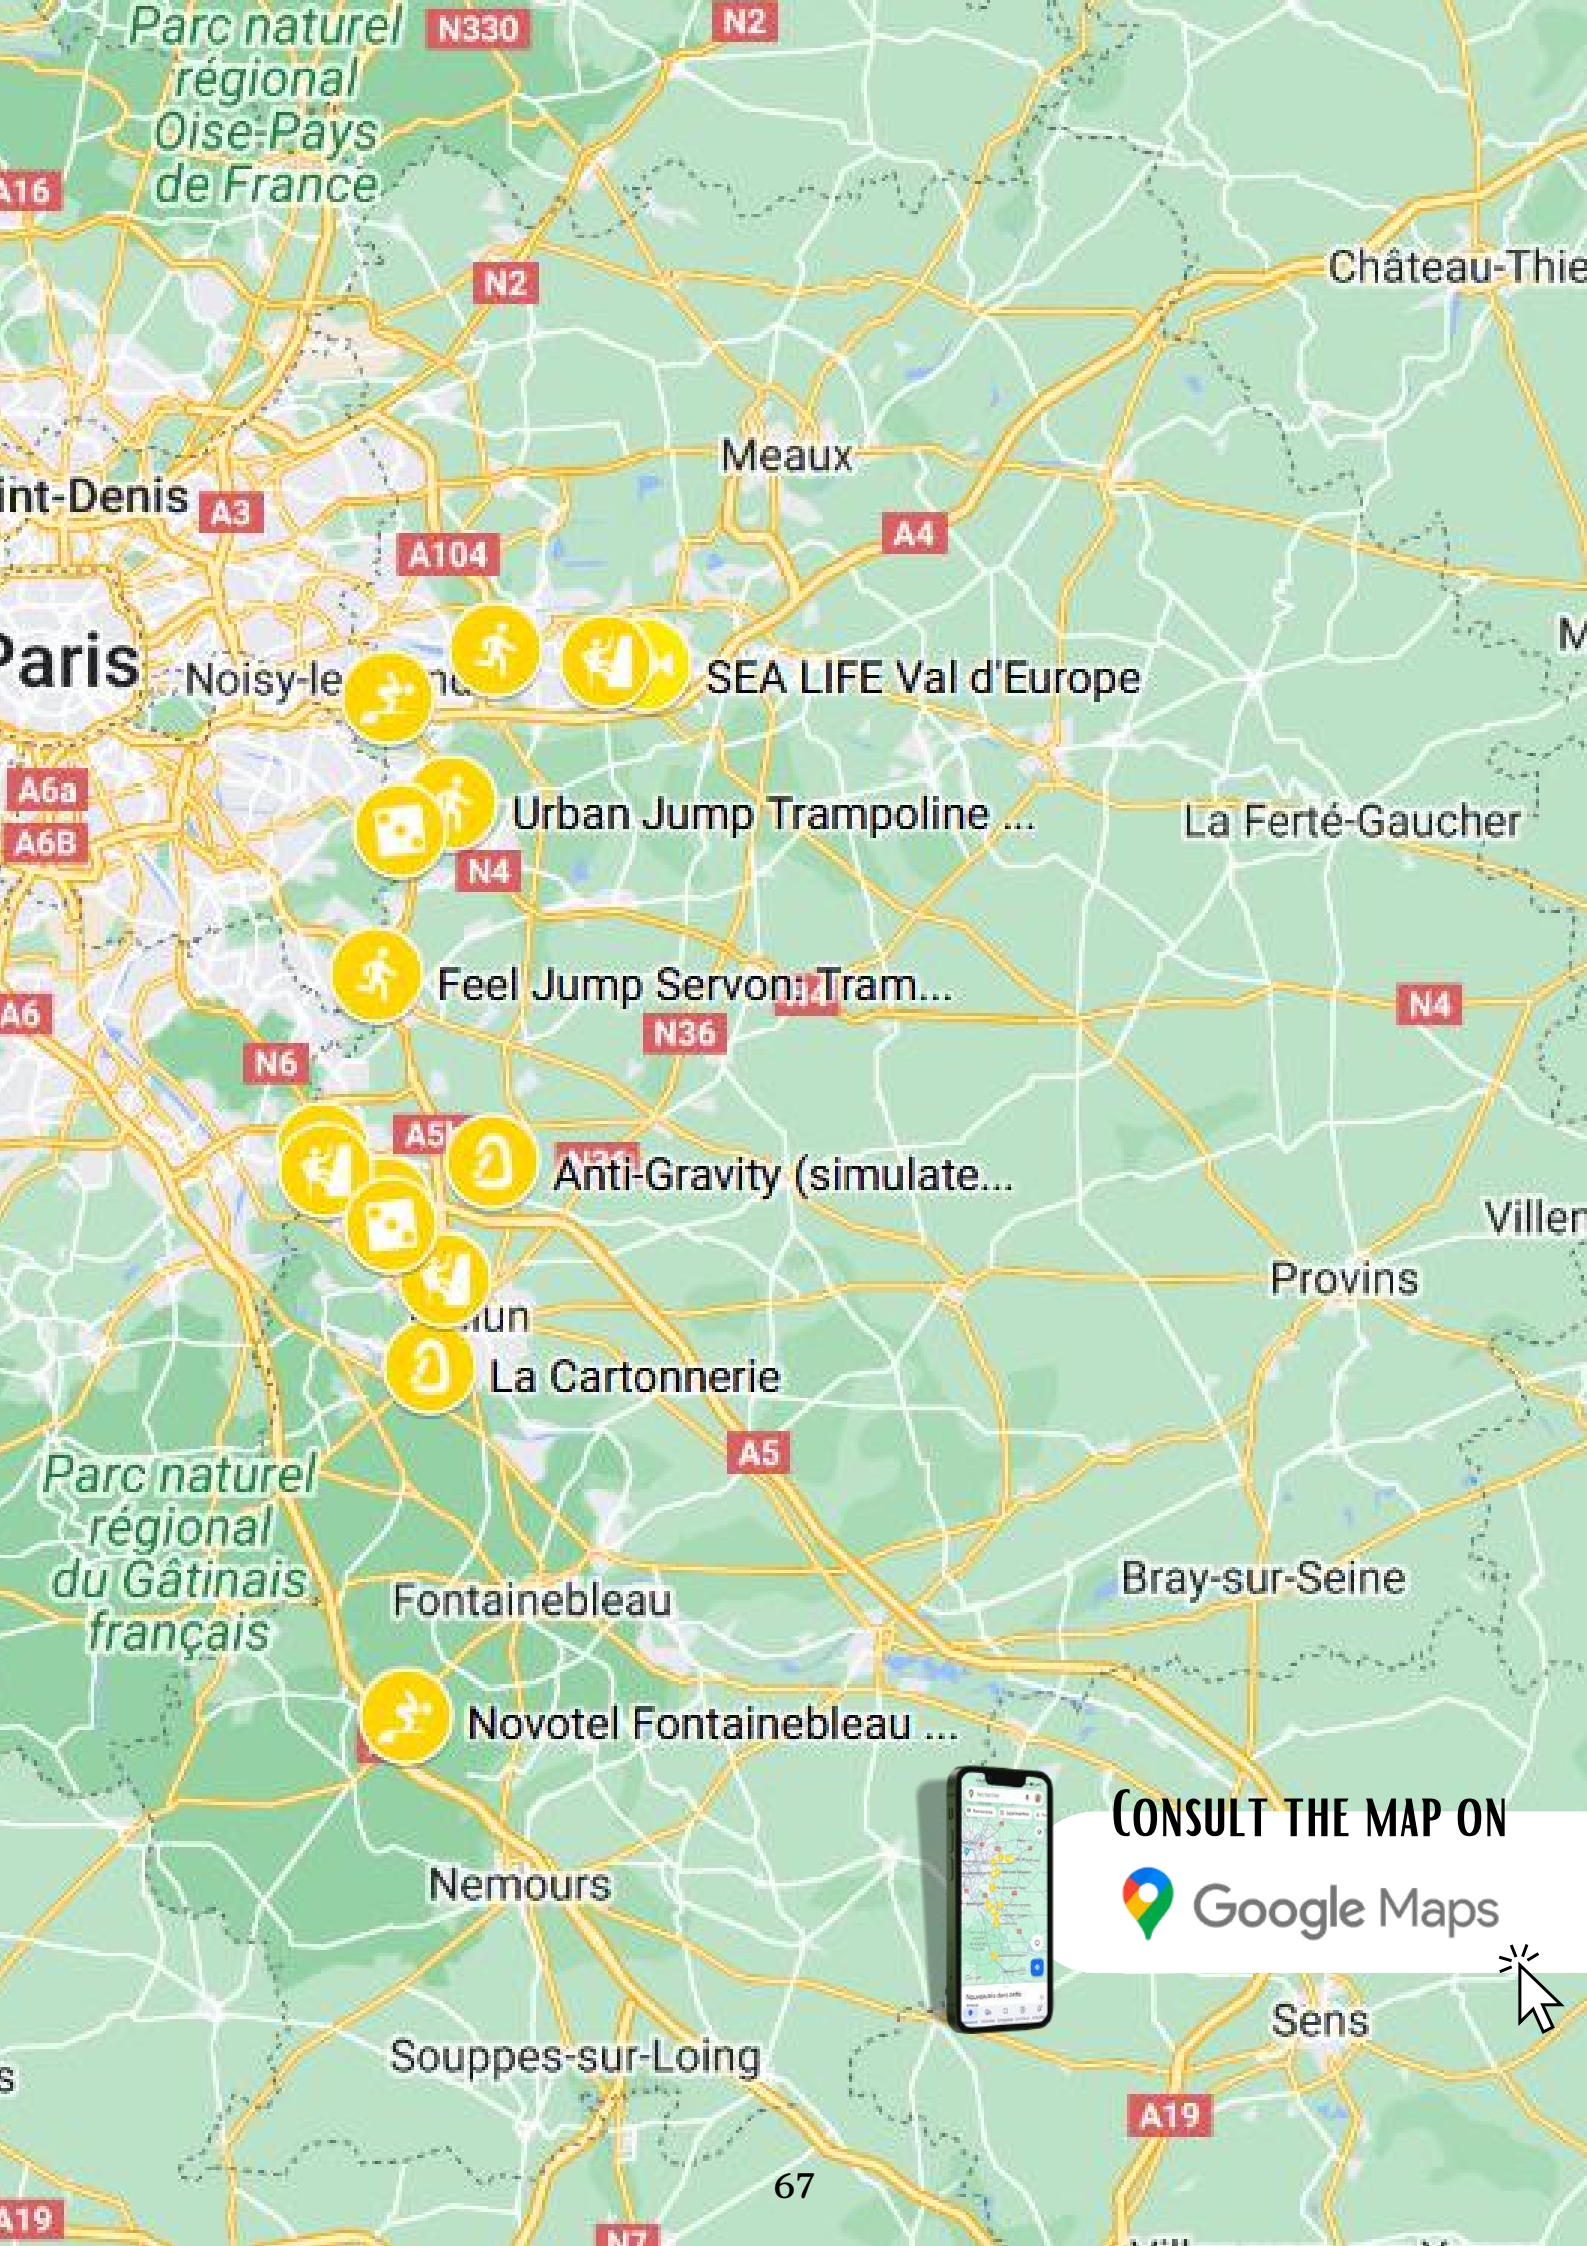 Parc naturel
régional
Oise-Pays
de France
N330
N2
A16
N2
Château-Thie
Meaux
int-Denis
A3
A104
A4
Paris
Noisy-le
SEA LIFE Val d'Europe
M
A6a
A6B
Urban Jump Trampoline ...
La Ferté-Gaucher
N4
Feel Jump Servon: Tram...
N4
N36
N4
A6
N6
A5
N36
Anti-Gravity (simulate...
Villen
Provins
La Cartonnerie
A5
Parc naturel
régional
du Gâtinais
français
Fontainebleau
Bray-sur-Seine
Novotel Fontainebleau ...
Consult the map on
Google Maps
Nemours
Sens
Souppes-sur-Loing
s
A19
67
A19
N7